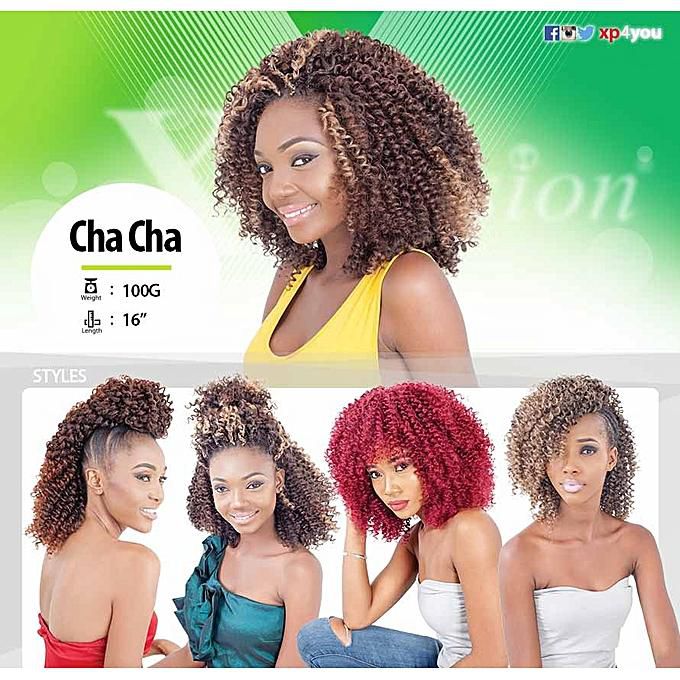 xp4you
Cha Cha
Weight : 100G
Length : 16”
STYLES